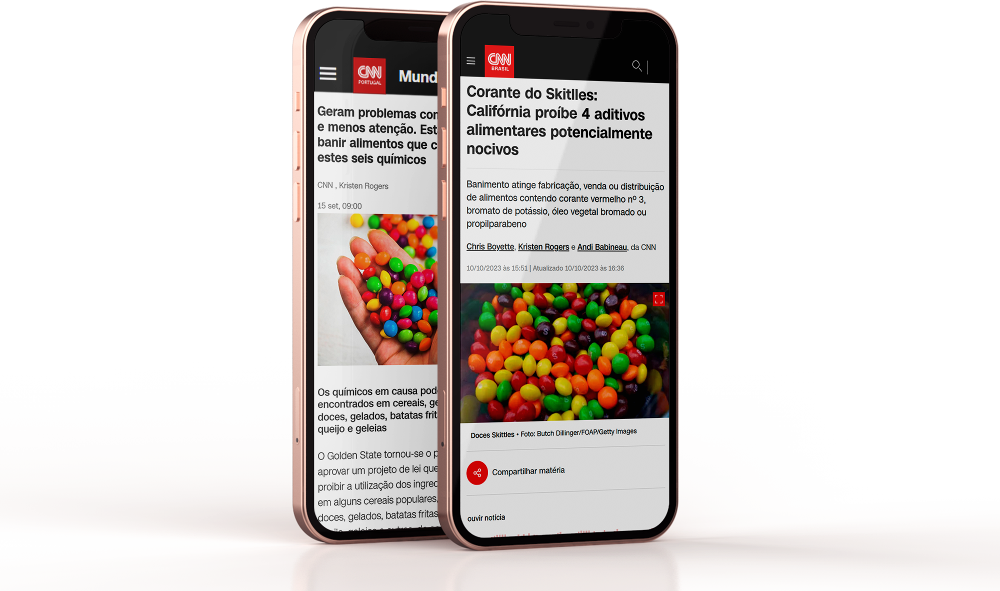 CNN
PORTUGAL
Mund
Geram problemas com
e menos atenção. Est
banir alimentos que c
estes seis químicos
CNN , Kristen Rogers
15 set, 09:00
Os químicos em causa pod
encontrados em cereais, ge
doces, gelados, batatas frit
queijo e geleias
O Golden State tornou-se o p
aprovar um projeto de lei que
proibir a utilização dos ingred
em alguns cereais populares,
doces, gelados, batatas fritas
CNN
BRASIL
Corante do Skitlles:
Califórnia proíbe 4 aditivos
alimentares potencialmente
nocivos
Banimento atinge fabricação, venda ou distribuição
de alimentos contendo corante vermelho nº 3,
bromato de potássio, óleo vegetal bromado ou
propilparabeno
Chris Boyette, Kristen Rogers e Andi Babineau, da CNN
10/10/2023 às 15:51 | Atualizado 10/10/2023 às 16:36
Doces Skittles • Foto: Butch Dillinger/FOAP/Getty Images
Compartilhar matéria
ouvir notícia